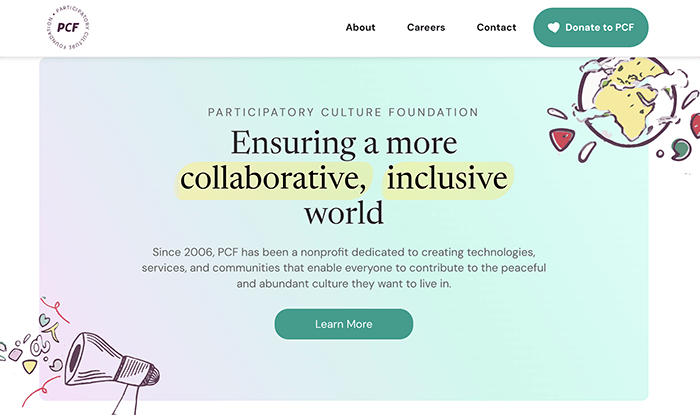 • PARTICIPATORY CULTURE FOUNDATION
PCF
About
Careers
Contact
Donate to PCF
PARTICIPATORY CULTURE FOUNDATION
Ensuring a more
collaborative, inclusive
world
Since 2006, PCF has been a nonprofit dedicated to creating technologies,
services, and communities that enable everyone to contribute to the peaceful
and abundant culture they want to live in.
Learn More
@